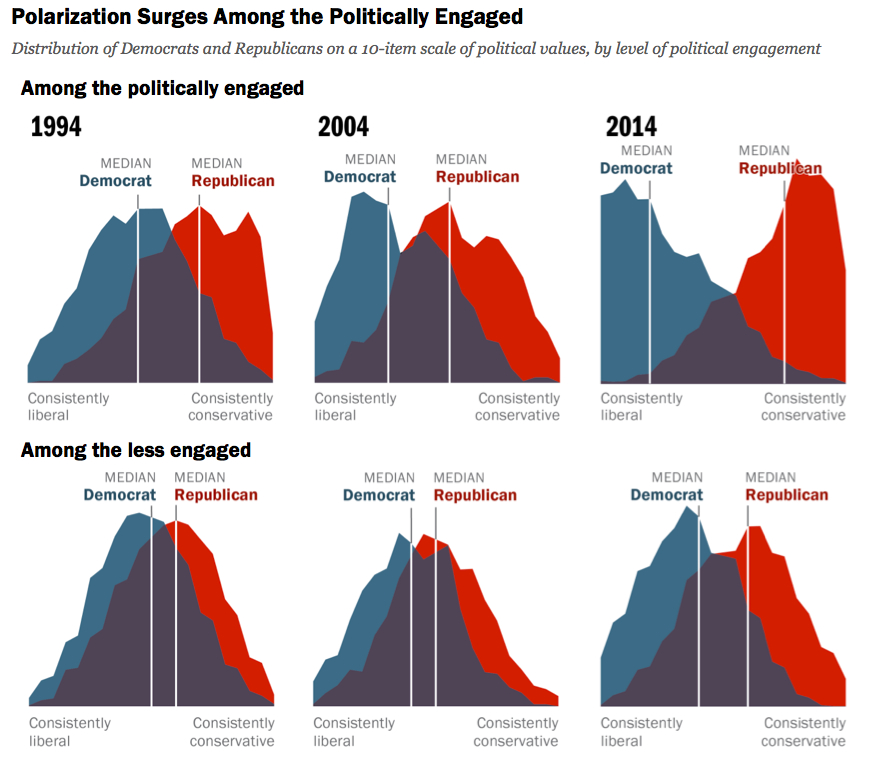 Polarization Surges Among the Politically Engaged
Distribution of Democrats and Republicans on a 10-item scale of political values, by level of political engagement
Among the politically engaged
1994
2004
2014
MEDIAN
Democrat
MEDIAN
Republican
MEDIAN
Democrat
MEDIAN
Republican
MEDIAN
Democrat
MEDIAN
Republican
Consistently
liberal
Consistently
conservative
Consistently
liberal
Consistently
conservative
Consistently
liberal
Consistently
conservative
Among the less engaged
MEDIAN
Democrat
MEDIAN
Republican
MEDIAN
Democrat
MEDIAN
Republican
MEDIAN
Democrat
MEDIAN
Republican
Consistently
liberal
Consistently
conservative
Consistently
liberal
Consistently
conservative
Consistently
liberal
Consistently
conservative